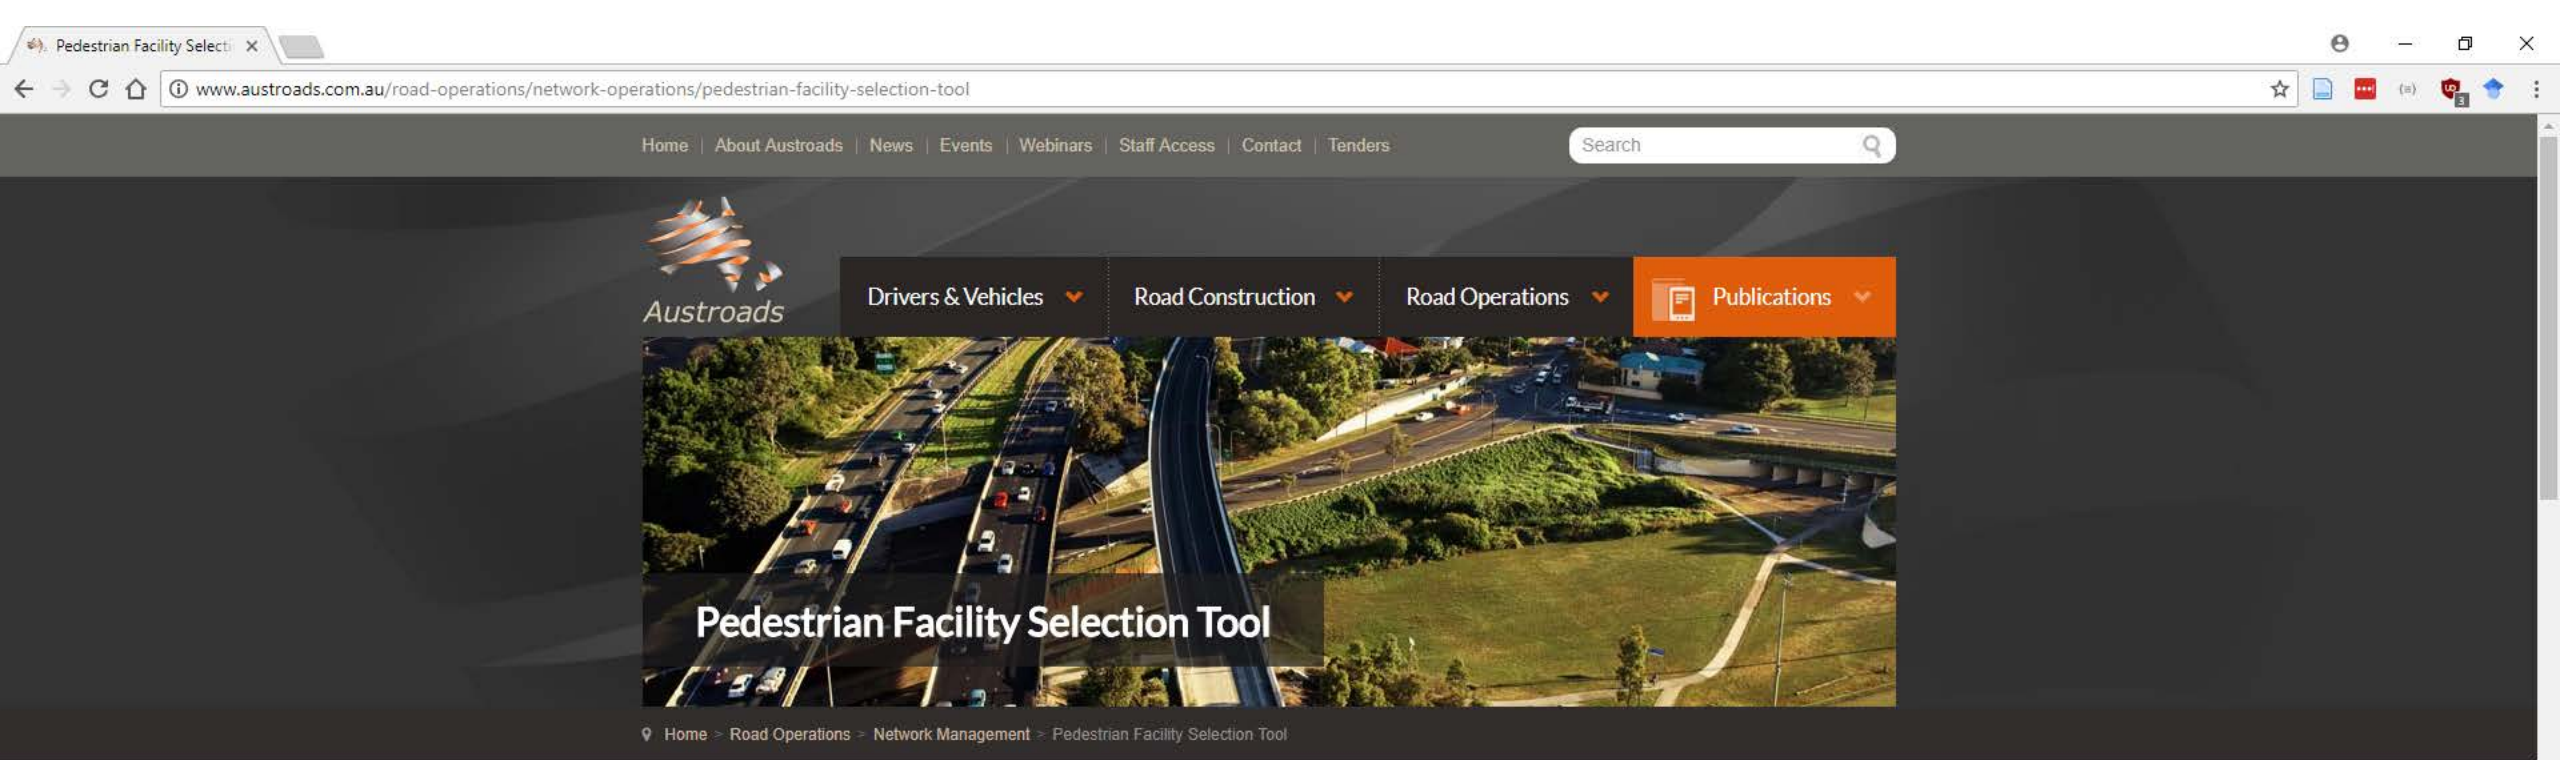 Pedestrian Facility Selecti
www.austroads.com.au/road-operations/network-operations/pedestrian-facility-selection-tool
3
Home | About Austroads | News | Events | Webinars | Staff Access | Contact | Tenders
Search
Austroads
Drivers & Vehicles
Road Construction
Road Operations
Publications
Pedestrian Facility Selection Tool
Home > Road Operations > Network Management > Pedestrian Facility Selection Tool